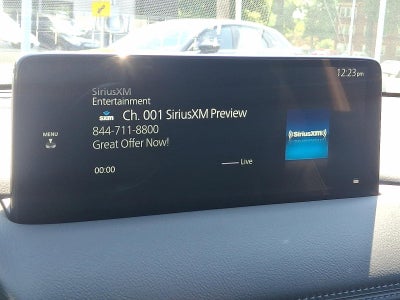 12:23 pm
SiriusXM
Entertainment
sxm Ch. 001 SiriusXM Preview
MENU
844-711-8800
Great Offer Now!
00:00
Live
SiriusXM